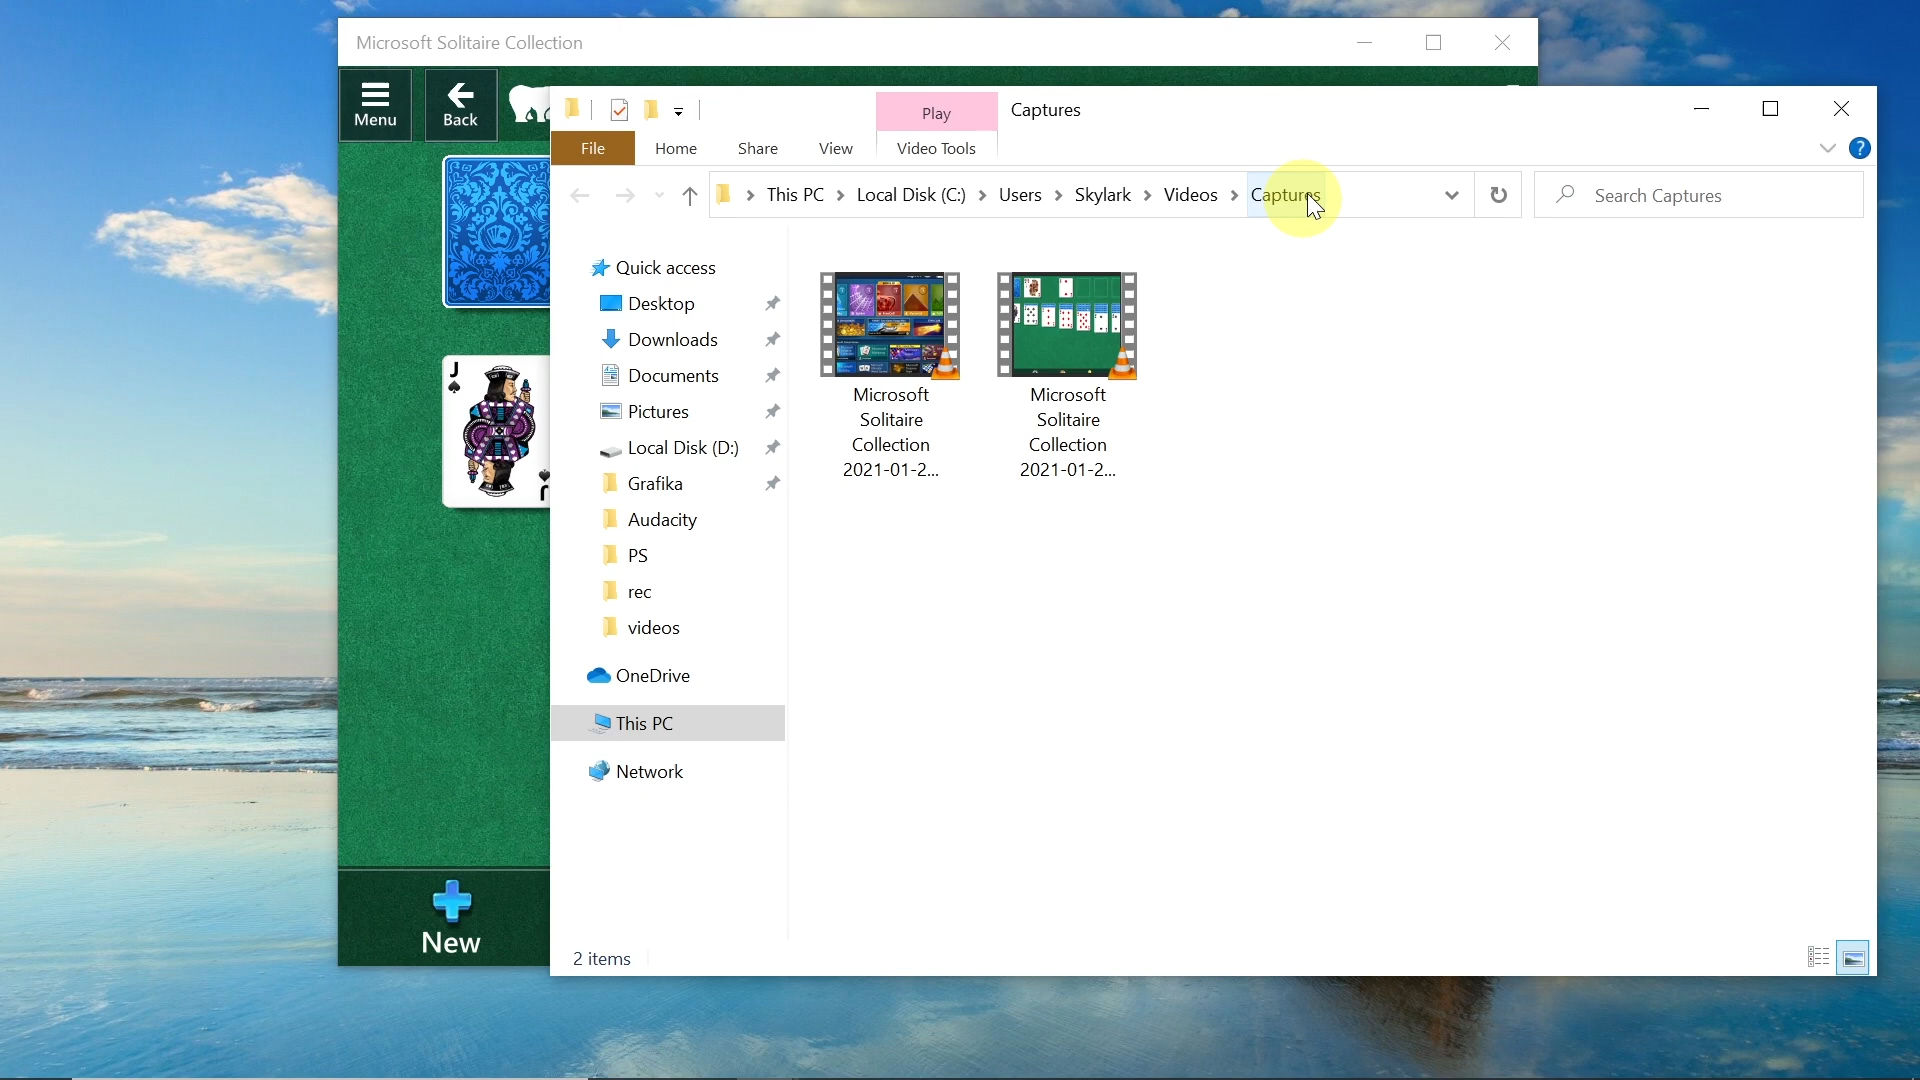 Microsoft Solitaire Collection
Menu
Back
Play
Captures
File
Home
Share
View
Video Tools
?
This PC
Local Disk (C:)
Users
Skylark
Videos
Captures
Search Captures
Quick access
Desktop
Downloads
Documents
Pictures
Local Disk (D:)
Grafika
Audacity
PS
rec
videos
OneDrive
This PC
Network
Microsoft
Solitaire
Collection
2021-01-2...
Microsoft
Solitaire
Collection
2021-01-2...
J
J
New
2 items